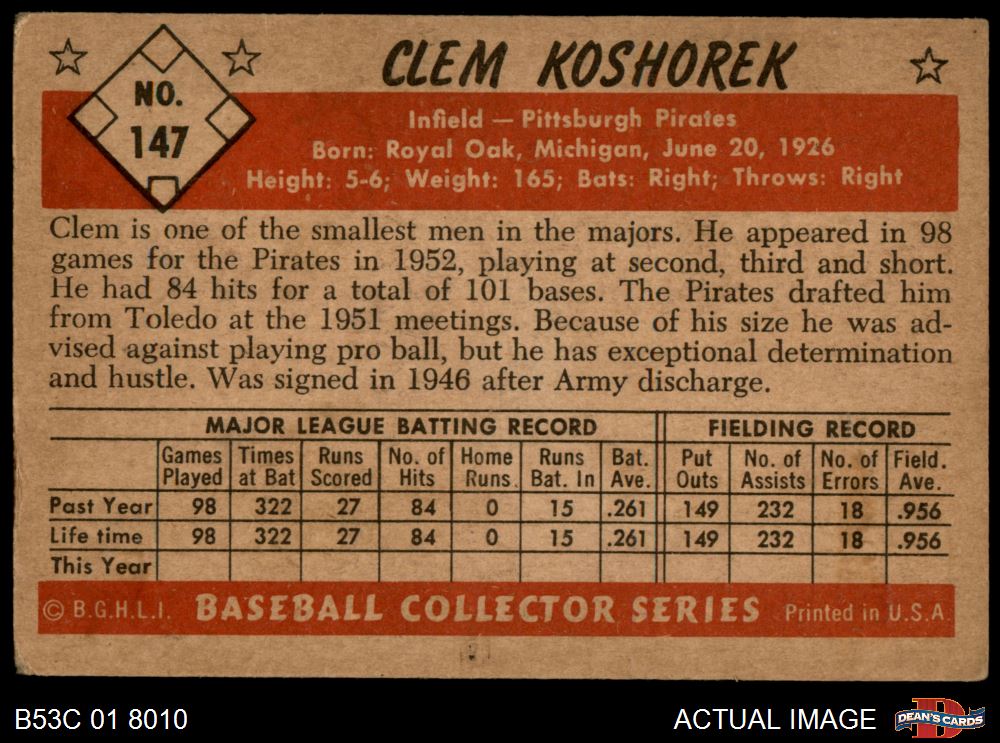 NO.
147
CLEM KOSHOREK
Infield — Pittsburgh Pirates
Born: Royal Oak, Michigan, June 20, 1926
Height: 5-6; Weight: 165; Bats: Right; Throws: Right
Clem is one of the smallest men in the majors. He appeared in 98
games for the Pirates in 1952, playing at second, third and short.
He had 84 hits for a total of 101 bases. The Pirates drafted him
from Toledo at the 1951 meetings. Because of his size he was ad-
vised against playing pro ball, but he has exceptional determination
and hustle. Was signed in 1946 after Army discharge.
MAJOR LEAGUE BATTING RECORD FIELDING RECORD
Games Times Runs No. of Home Runs Bat. Put No. of No. of Field.
Played at Bat Scored Hits Runs Bat. In Ave. Outs Assists Errors Ave.
Past Year 98 322 27 84 0 15 .261 149 232 18 .956
Life time 98 322 27 84 0 15 .261 149 232 18 .956
This Year
© B.G.H.L.I. BASEBALL COLLECTOR SERIES Printed in U.S.A
B53C 01 8010 ACTUAL IMAGE DEAN'S CARDS